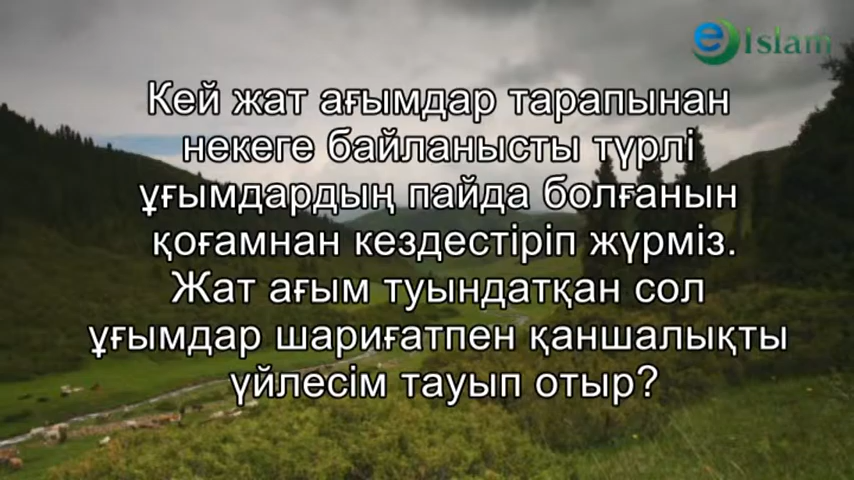 e Islam
Кей жат ағымдар тарапынан
некеге байланысты түрлі
ұғымдардың пайда болғанын
қоғамнан кездестіріп жүрміз.
Жат ағым туындатқан сол
ұғымдар шариғатпен қаншалықты
үйлесім тауып отыр?